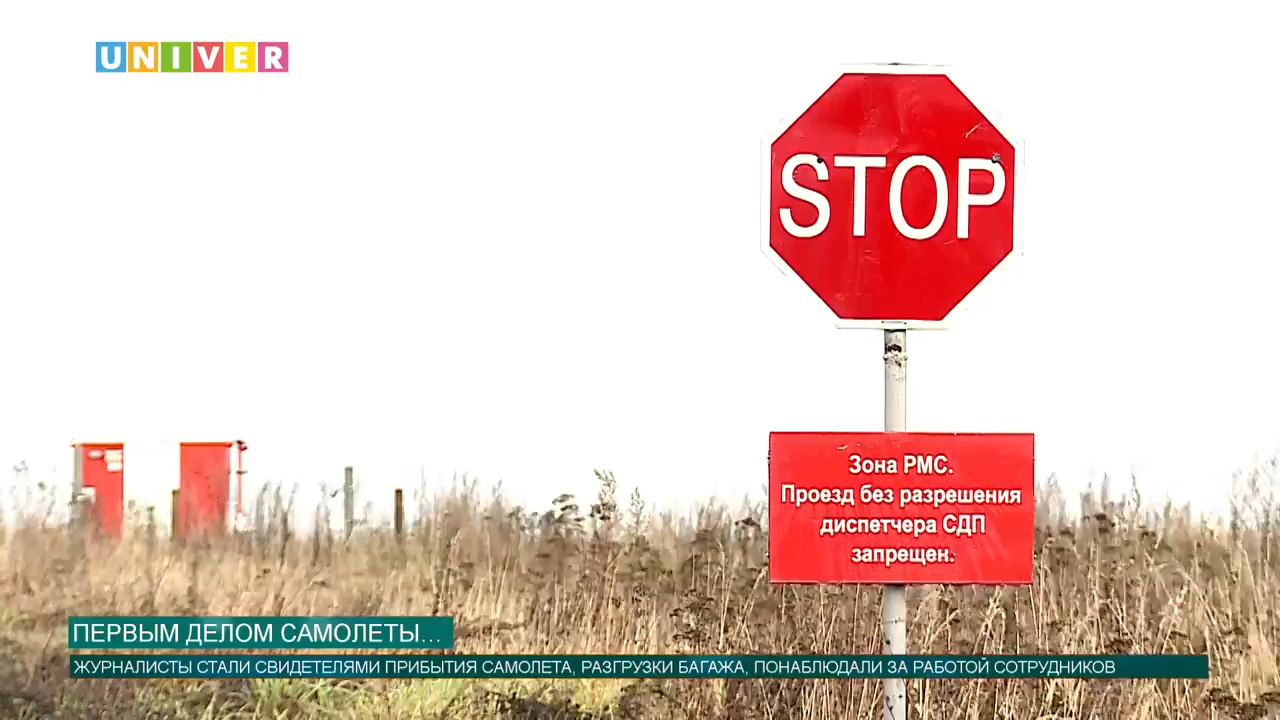 UNIVER
STOP
Зона РМС.
Проезд без разрешения
диспетчера СДП
запрещен.
ПЕРВЫМ ДЕЛОМ САМОЛЕТЫ...
ЖУРНАЛИСТЫ СТАЛИ СВИДЕТЕЛЯМИ ПРИБЫТИЯ САМОЛЕТА, РАЗГРУЗКИ БАГАЖА, ПОНАБЛЮДАЛИ ЗА РАБОТОЙ СОТРУДНИКОВ